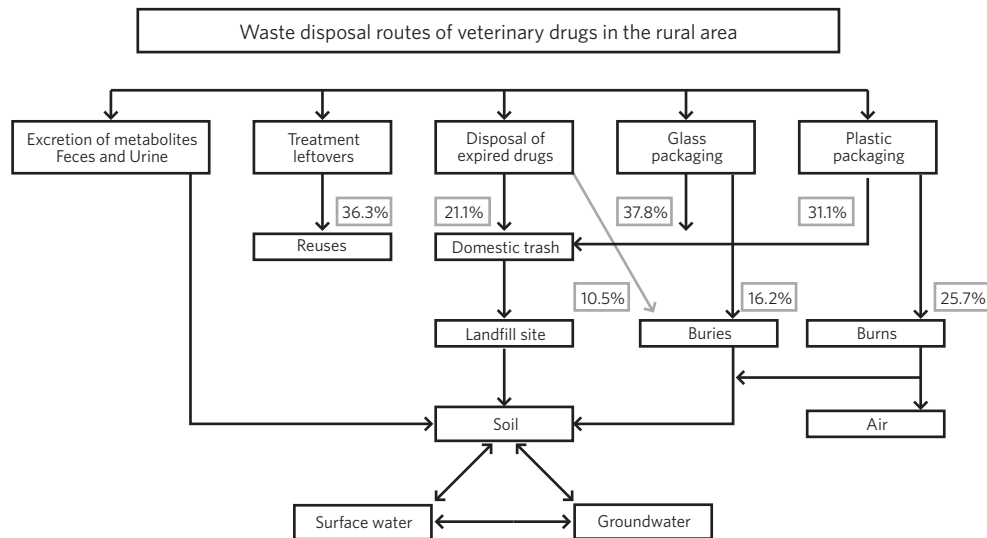 Waste disposal routes of veterinary drugs in the rural area
Excretion of metabolites
Feces and Urine
Treatment
leftovers
Disposal of
expired drugs
Glass
packaging
Plastic
packaging
36.3%
21.1%
37.8%
31.1%
Reuses
Domestic trash
10.5%
16.2%
25.7%
Landfill site
Buries
Burns
Soil
Air
Surface water
Groundwater